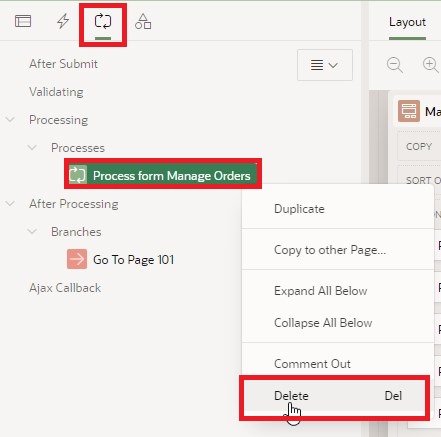 Layout
After Submit
Validating
Processing
Processes
Process form Manage Orders
After Processing
Branches
Go To Page 101
Ajax Callback
Duplicate
Copy to other Page...
Expand All Below
Collapse All Below
Comment Out
Delete Del
Ma
COPY
SORT O